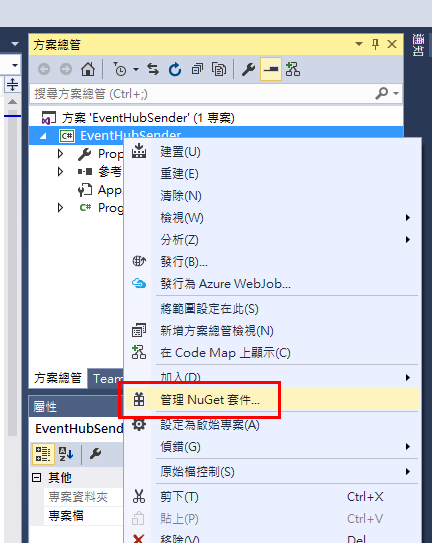 方案總管
通知
搜尋方案總管 (Ctrl+;)
方案 'EventHubSender' (1 專案)
C# EventHubSender
Prop
參考
App.
C# Prog
建置(U)
重建(E)
清除(N)
檢視(W)
分析(Z)
發行(B)...
發行為 Azure WebJob...
將範圍設定在此(S)
新增方案總管檢視(N)
在 Code Map 上顯示(C)
加入(D)
管理 NuGet 套件...
設定為啟始專案(A)
偵錯(G)
原始檔控制(S)
剪下(T) Ctrl+X
貼上(P) Ctrl+V
移除(V) Del
方案總管 Team
屬性
EventHubSend
其他
專案資料夾
專案檔